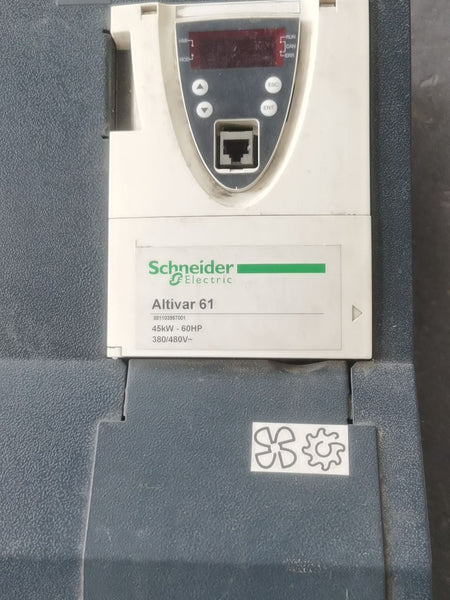 RUN
CAN
ERR
ESC
ENT
Schneider
Electric
Altivar 61
45kW - 60HP
380/480V~